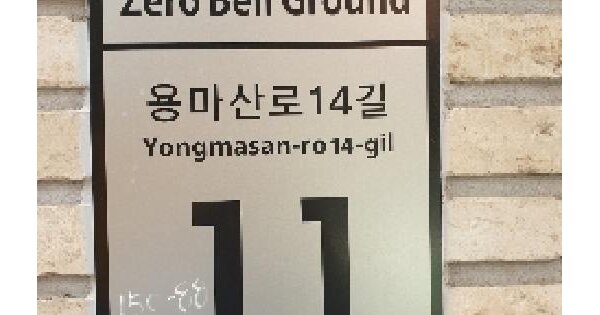 Zero Bell Ground
용마산로14길
Yongmasan-ro14-gil
11